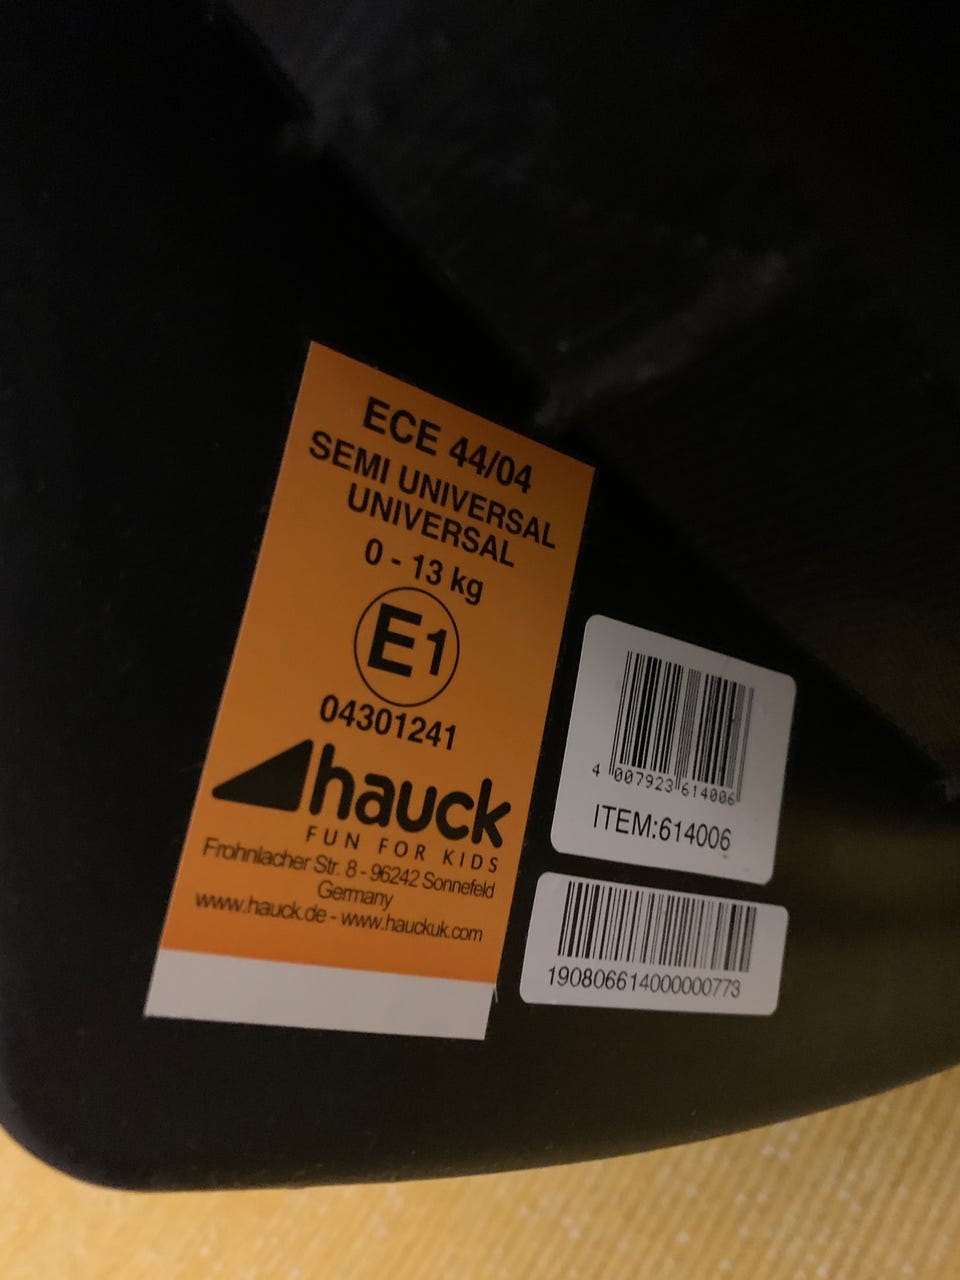 ECE 44/04
SEMI UNIVERSAL
UNIVERSAL
0 - 13 kg
E1
04301241
hauck
FUN FOR KIDS
Frohnlacher Str. 8 - 96242 Sonnefeld
Germany
www.hauck.de - www.hauckuk.com
4 007923 614006
ITEM:614006
190806614000000773